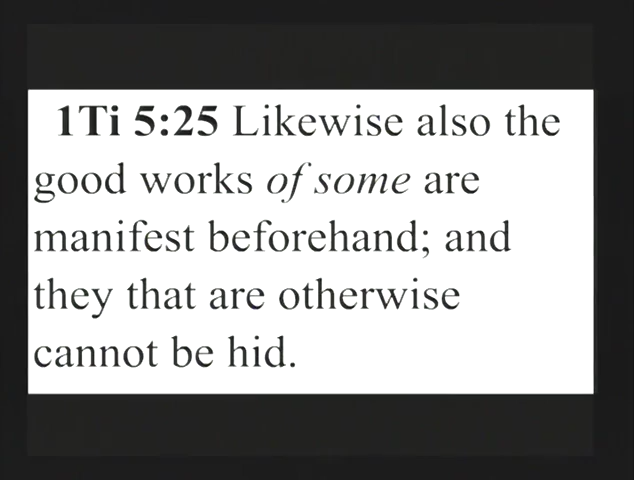 1Ti 5:25 Likewise also the
good works of some are
manifest beforehand; and
they that are otherwise
cannot be hid.